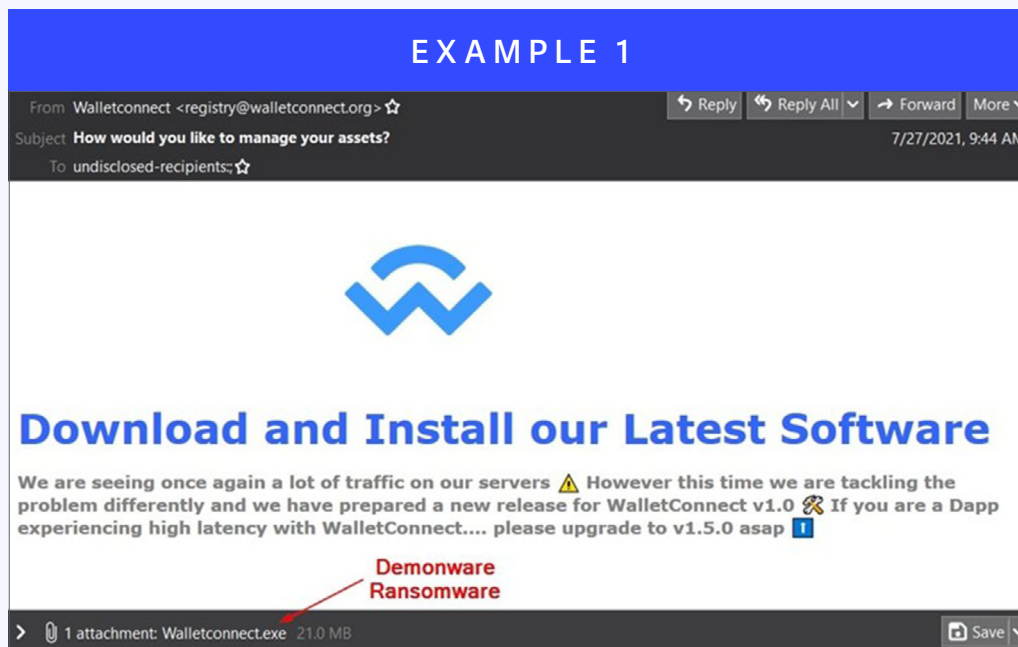 EXAMPLE 1
From Walletconnect <registry@walletconnect.org>
Reply Reply All Forward More
Subject How would you like to manage your assets?
7/27/2021, 9:44 AM
To undisclosed-recipients:;
Download and Install our Latest Software
We are seeing once again a lot of traffic on our servers ⚠ However this time we are tackling the
problem differently and we have prepared a new release for WalletConnect v1.0 🛠 If you are a Dapp
experiencing high latency with WalletConnect.... please upgrade to v1.5.0 asap 1️⃣
Demonware
Ransomware
1 attachment: Walletconnect.exe 21.0 MB
Save